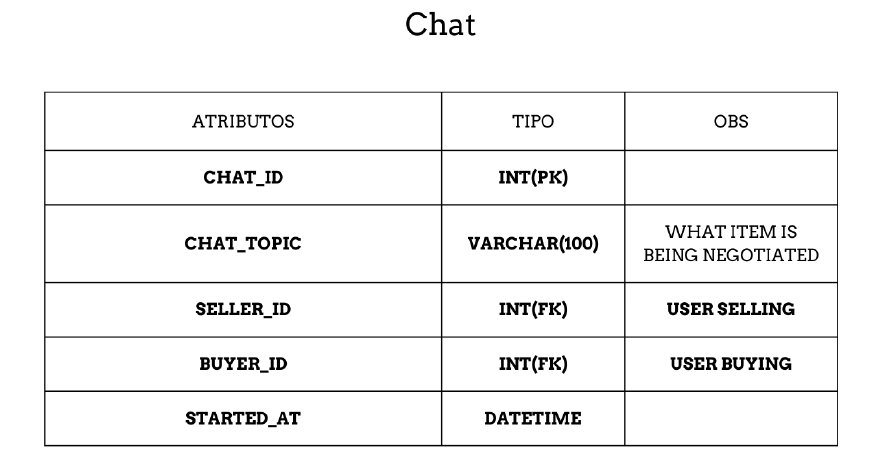 Chat
ATRIBUTOS TIPO OBS
CHAT_ID INT(PK)
CHAT_TOPIC VARCHAR(100) WHAT ITEM IS
BEING NEGOTIATED
SELLER_ID INT(FK) USER SELLING
BUYER_ID INT(FK) USER BUYING
STARTED_AT DATETIME